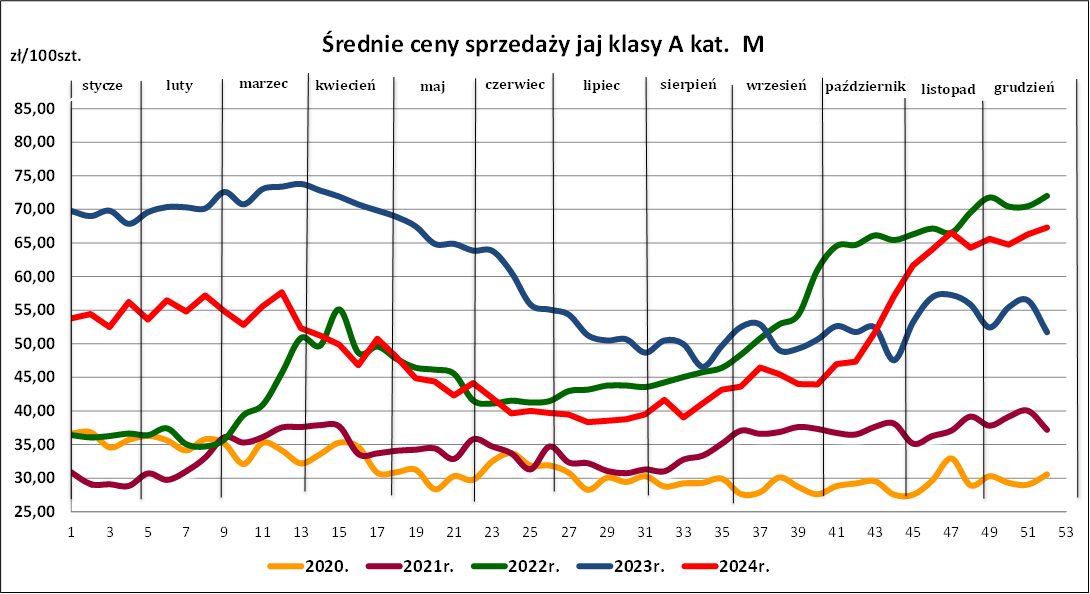 Średnie ceny sprzedaży jaj klasy A kat. M
zł/100szt.
stycze luty marzec kwiecień maj czerwiec lipiec sierpień wrzesień październik listopad grudzień
85,00
80,00
75,00
70,00
65,00
60,00
55,00
50,00
45,00
40,00
35,00
30,00
25,00
1 3 5 7 9 11 13 15 17 19 21 23 25 27 29 31 33 35 37 39 41 43 45 47 49 51 53
2020. 2021r. 2022r. 2023r. 2024r.